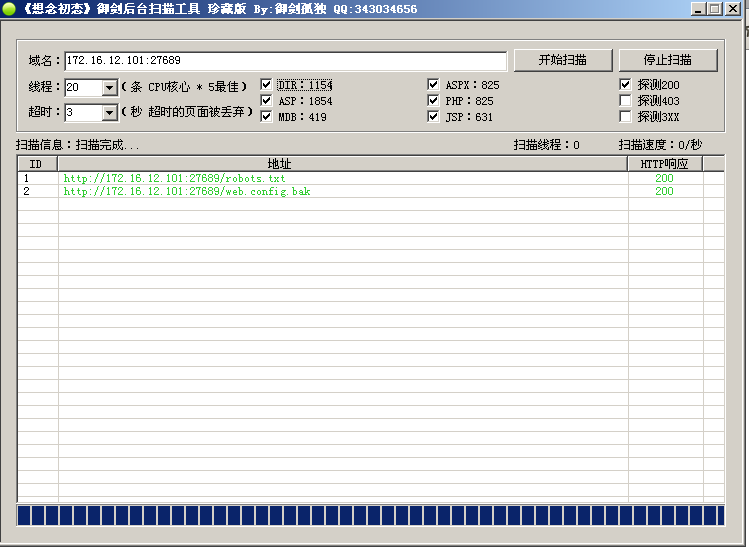 《想念初态》御剑后台扫描工具 珍藏版 By:御剑孤独 QQ:343034656
域名：172.16.12.101:27689 开始扫描 停止扫描
线程：20 (条 CPU核心 * 5最佳) DIR：1154 ASPX：825 探测200
ASP：1854 PHP：825 探测403
超时：3 (秒 超时的页面被丢弃) MDB：419 JSP：631 探测3XX
扫描信息：扫描完成... 扫描线程：0 扫描速度：0/秒
ID 地址 HTTP响应
1 http://172.16.12.101:27689/robots.txt 200
2 http://172.16.12.101:27689/web.config.bak 200